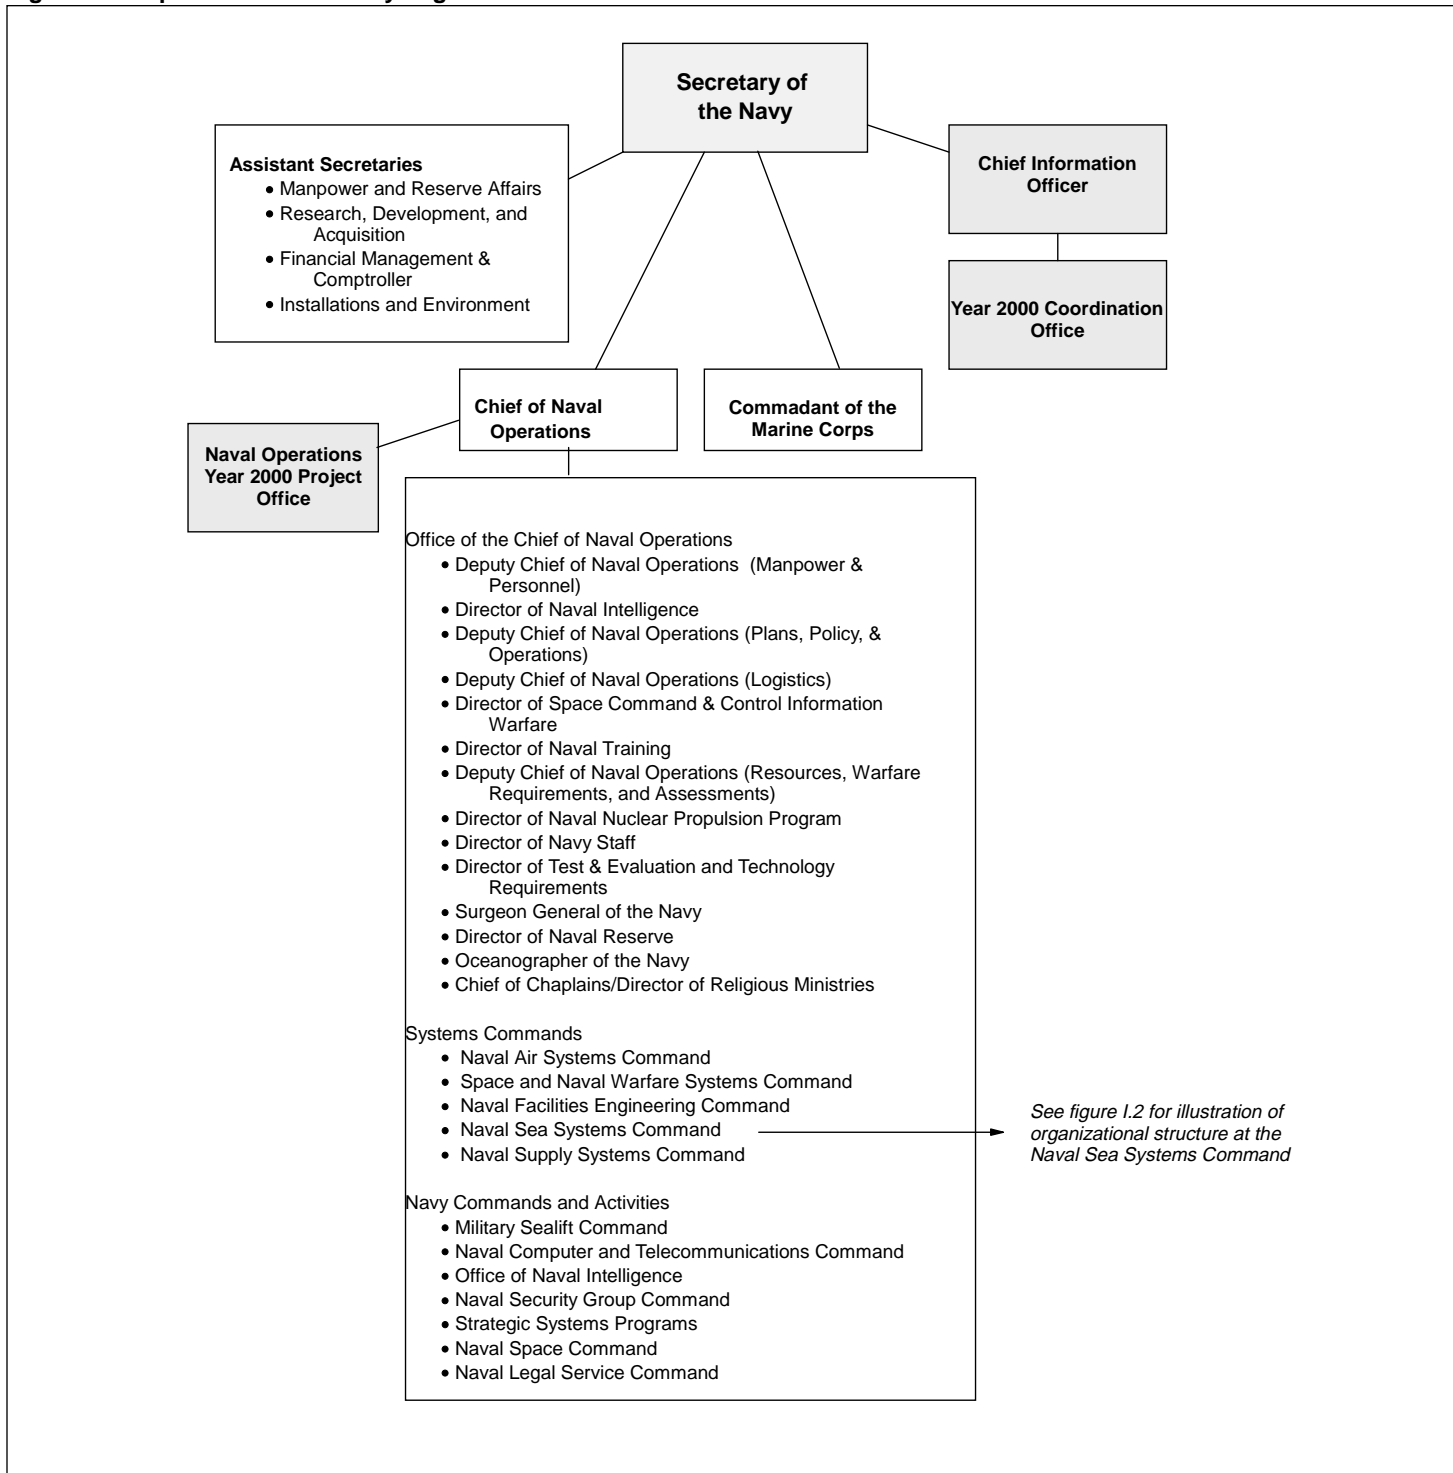 Secretary of
the Navy
Assistant Secretaries
• Manpower and Reserve Affairs
• Research, Development, and
Acquisition
• Financial Management &
Comptroller
• Installations and Environment
Chief Information
Officer
Year 2000 Coordination
Office
Chief of Naval
Operations
Commadant of the
Marine Corps
Naval Operations
Year 2000 Project
Office
Office of the Chief of Naval Operations
• Deputy Chief of Naval Operations (Manpower &
Personnel)
• Director of Naval Intelligence
• Deputy Chief of Naval Operations (Plans, Policy, &
Operations)
• Deputy Chief of Naval Operations (Logistics)
• Director of Space Command & Control Information
Warfare
• Director of Naval Training
• Deputy Chief of Naval Operations (Resources, Warfare
Requirements, and Assessments)
• Director of Naval Nuclear Propulsion Program
• Director of Navy Staff
• Director of Test & Evaluation and Technology
Requirements
• Surgeon General of the Navy
• Director of Naval Reserve
• Oceanographer of the Navy
• Chief of Chaplains/Director of Religious Ministries
Systems Commands
• Naval Air Systems Command
• Space and Naval Warfare Systems Command
• Naval Facilities Engineering Command
• Naval Sea Systems Command
• Naval Supply Systems Command
See figure I.2 for illustration of
organizational structure at the
Naval Sea Systems Command
Navy Commands and Activities
• Military Sealift Command
• Naval Computer and Telecommunications Command
• Office of Naval Intelligence
• Naval Security Group Command
• Strategic Systems Programs
• Naval Space Command
• Naval Legal Service Command